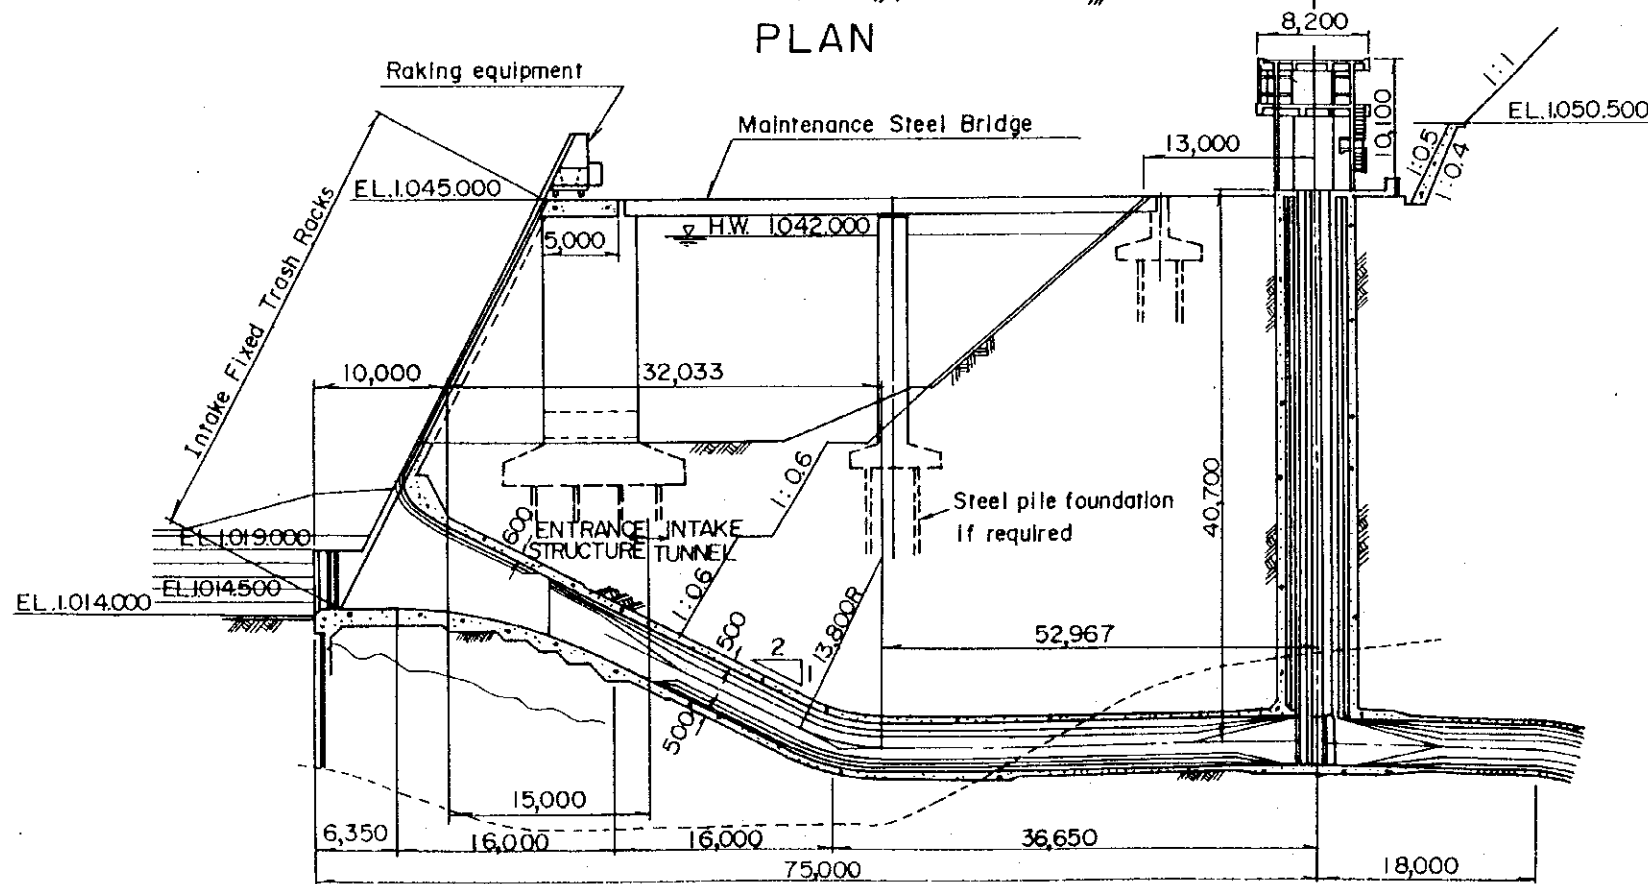 PLAN
8,200
Raking equipment
1:1
EL.1.050.500
Maintenance Steel Bridge
13,000
10,100
1:0.5
1:0.4
EL.1.045.000
Intake Fixed Trash Racks
5,000
H.W. 1.042.000
10,000
32,033
1:0.6
40,700
Steel pile foundation
if required
600
ENTRANCE INTAKE
STRUCTURE TUNNEL
EL.1.019.000
1:0.6
EL.1.014.500
EL.1.014.000
500
2
1
13,800R
52,967
500
15,000
6,350
16,000
16,000
36,650
18,000
75,000